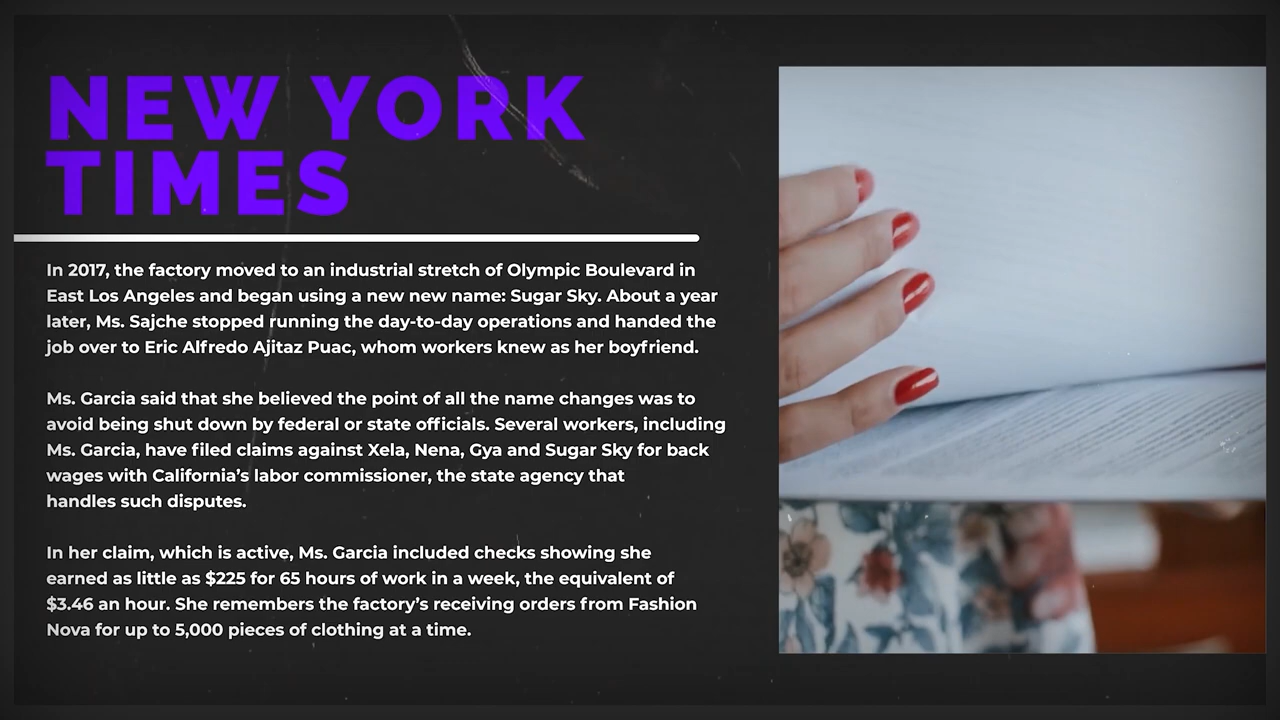 NEW YORK
TIMES
In 2017, the factory moved to an industrial stretch of Olympic Boulevard in
East Los Angeles and began using a new new name: Sugar Sky. About a year
later, Ms. Sajche stopped running the day-to-day operations and handed the
job over to Eric Alfredo Ajitaz Puac, whom workers knew as her boyfriend.
Ms. Garcia said that she believed the point of all the name changes was to
avoid being shut down by federal or state officials. Several workers, including
Ms. Garcia, have filed claims against Xela, Nena, Gya and Sugar Sky for back
wages with California’s labor commissioner, the state agency that
handles such disputes.
In her claim, which is active, Ms. Garcia included checks showing she
earned as little as $225 for 65 hours of work in a week, the equivalent of
$3.46 an hour. She remembers the factory’s receiving orders from Fashion
Nova for up to 5,000 pieces of clothing at a time.